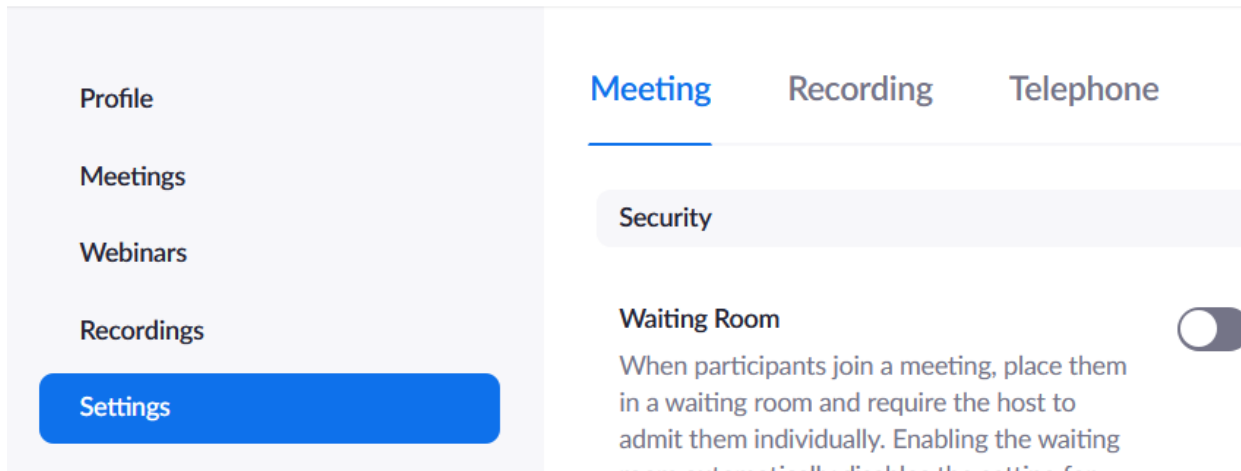 Profile
Meetings
Webinars
Recordings
Settings
Meeting Recording Telephone
Security
Waiting Room
When participants join a meeting, place them
in a waiting room and require the host to
admit them individually. Enabling the waiting